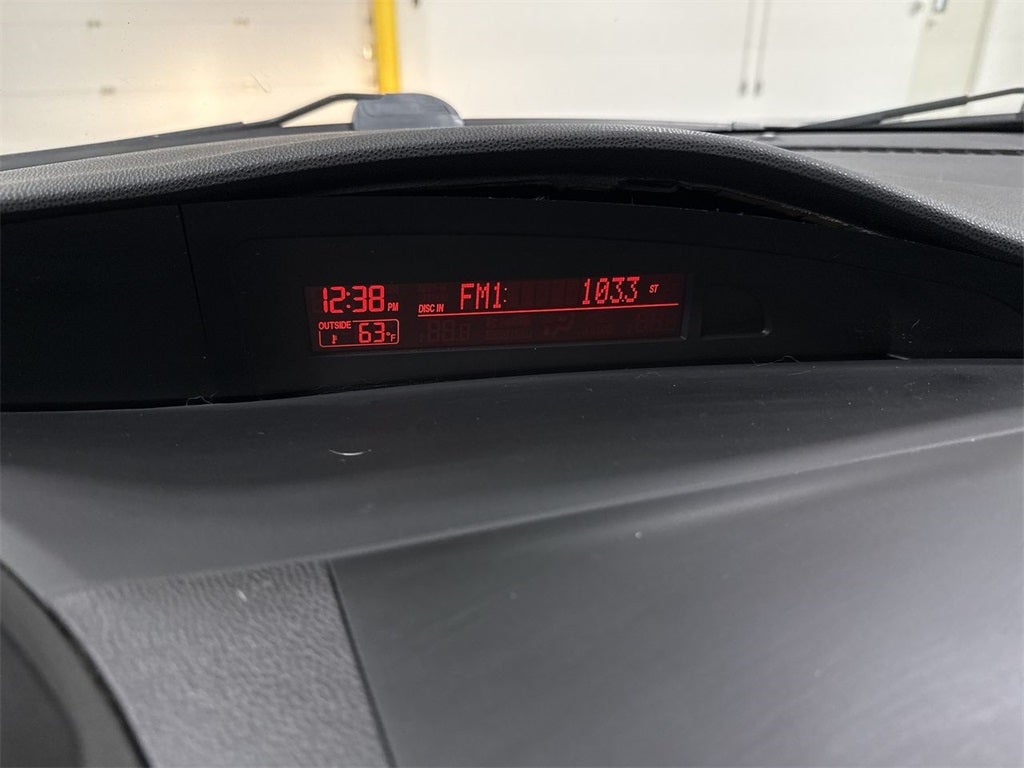 12:38 PM DISC IN FM1: 103.3 ST
OUTSIDE 63°F